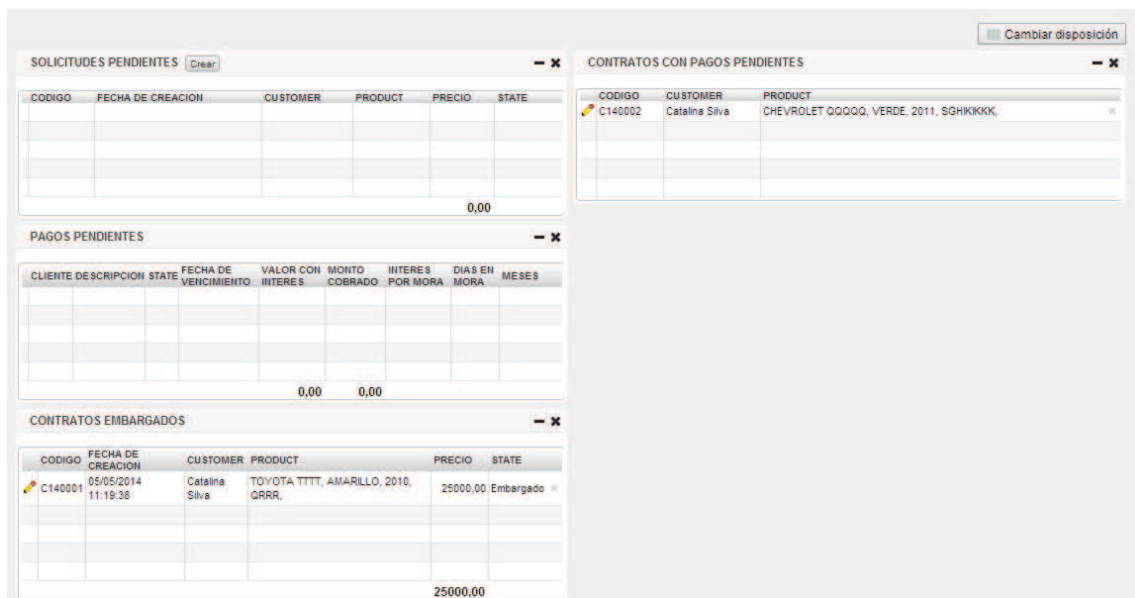 Cambiar disposición
SOLICITUDES PENDIENTES Crear
CODIGO FECHA DE CREACION CUSTOMER PRODUCT PRECIO STATE
0,00
PAGOS PENDIENTES
CLIENTE DESCRIPCION STATE FECHA DE VENCIMIENTO VALOR CON INTERES MONTO COBRADO INTERES POR MORA DIAS EN MORA MESES
0,00 0,00
CONTRATOS EMBARGADOS
CODIGO FECHA DE CREACION CUSTOMER PRODUCT PRECIO STATE
C140001 05/05/2014 11:19:38 Catalina Silva TOYOTA TTTT, AMARILLO, 2010, QRRR, 25000,00 Embargado
25000,00
CONTRATOS CON PAGOS PENDIENTES
CODIGO CUSTOMER PRODUCT
C140002 Catalina Silva CHEVROLET QQQQQ, VERDE, 2011, SGHIKIKKK,